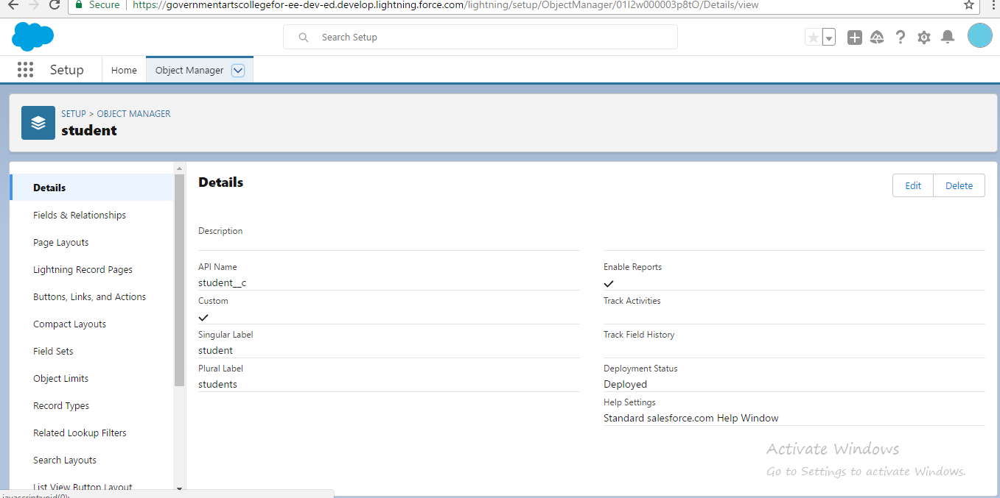 Secure https://governmentartscollegefor-ee-dev-ed.develop.lightning.force.com/lightning/setup/ObjectManager/01I2w000003p8tO/Details/view
Search Setup
Setup Home Object Manager
SETUP > OBJECT MANAGER
student
Details
Fields & Relationships
Page Layouts
Lightning Record Pages
Buttons, Links, and Actions
Compact Layouts
Field Sets
Object Limits
Record Types
Related Lookup Filters
Search Layouts
List View Button Layout
Details
Edit Delete
Description
API Name
student__c
Custom
Singular Label
student
Plural Label
students
Enable Reports
Track Activities
Track Field History
Deployment Status
Deployed
Help Settings
Standard salesforce.com Help Window
Activate Windows
Go to Settings to activate Windows.
javascript:void(0);